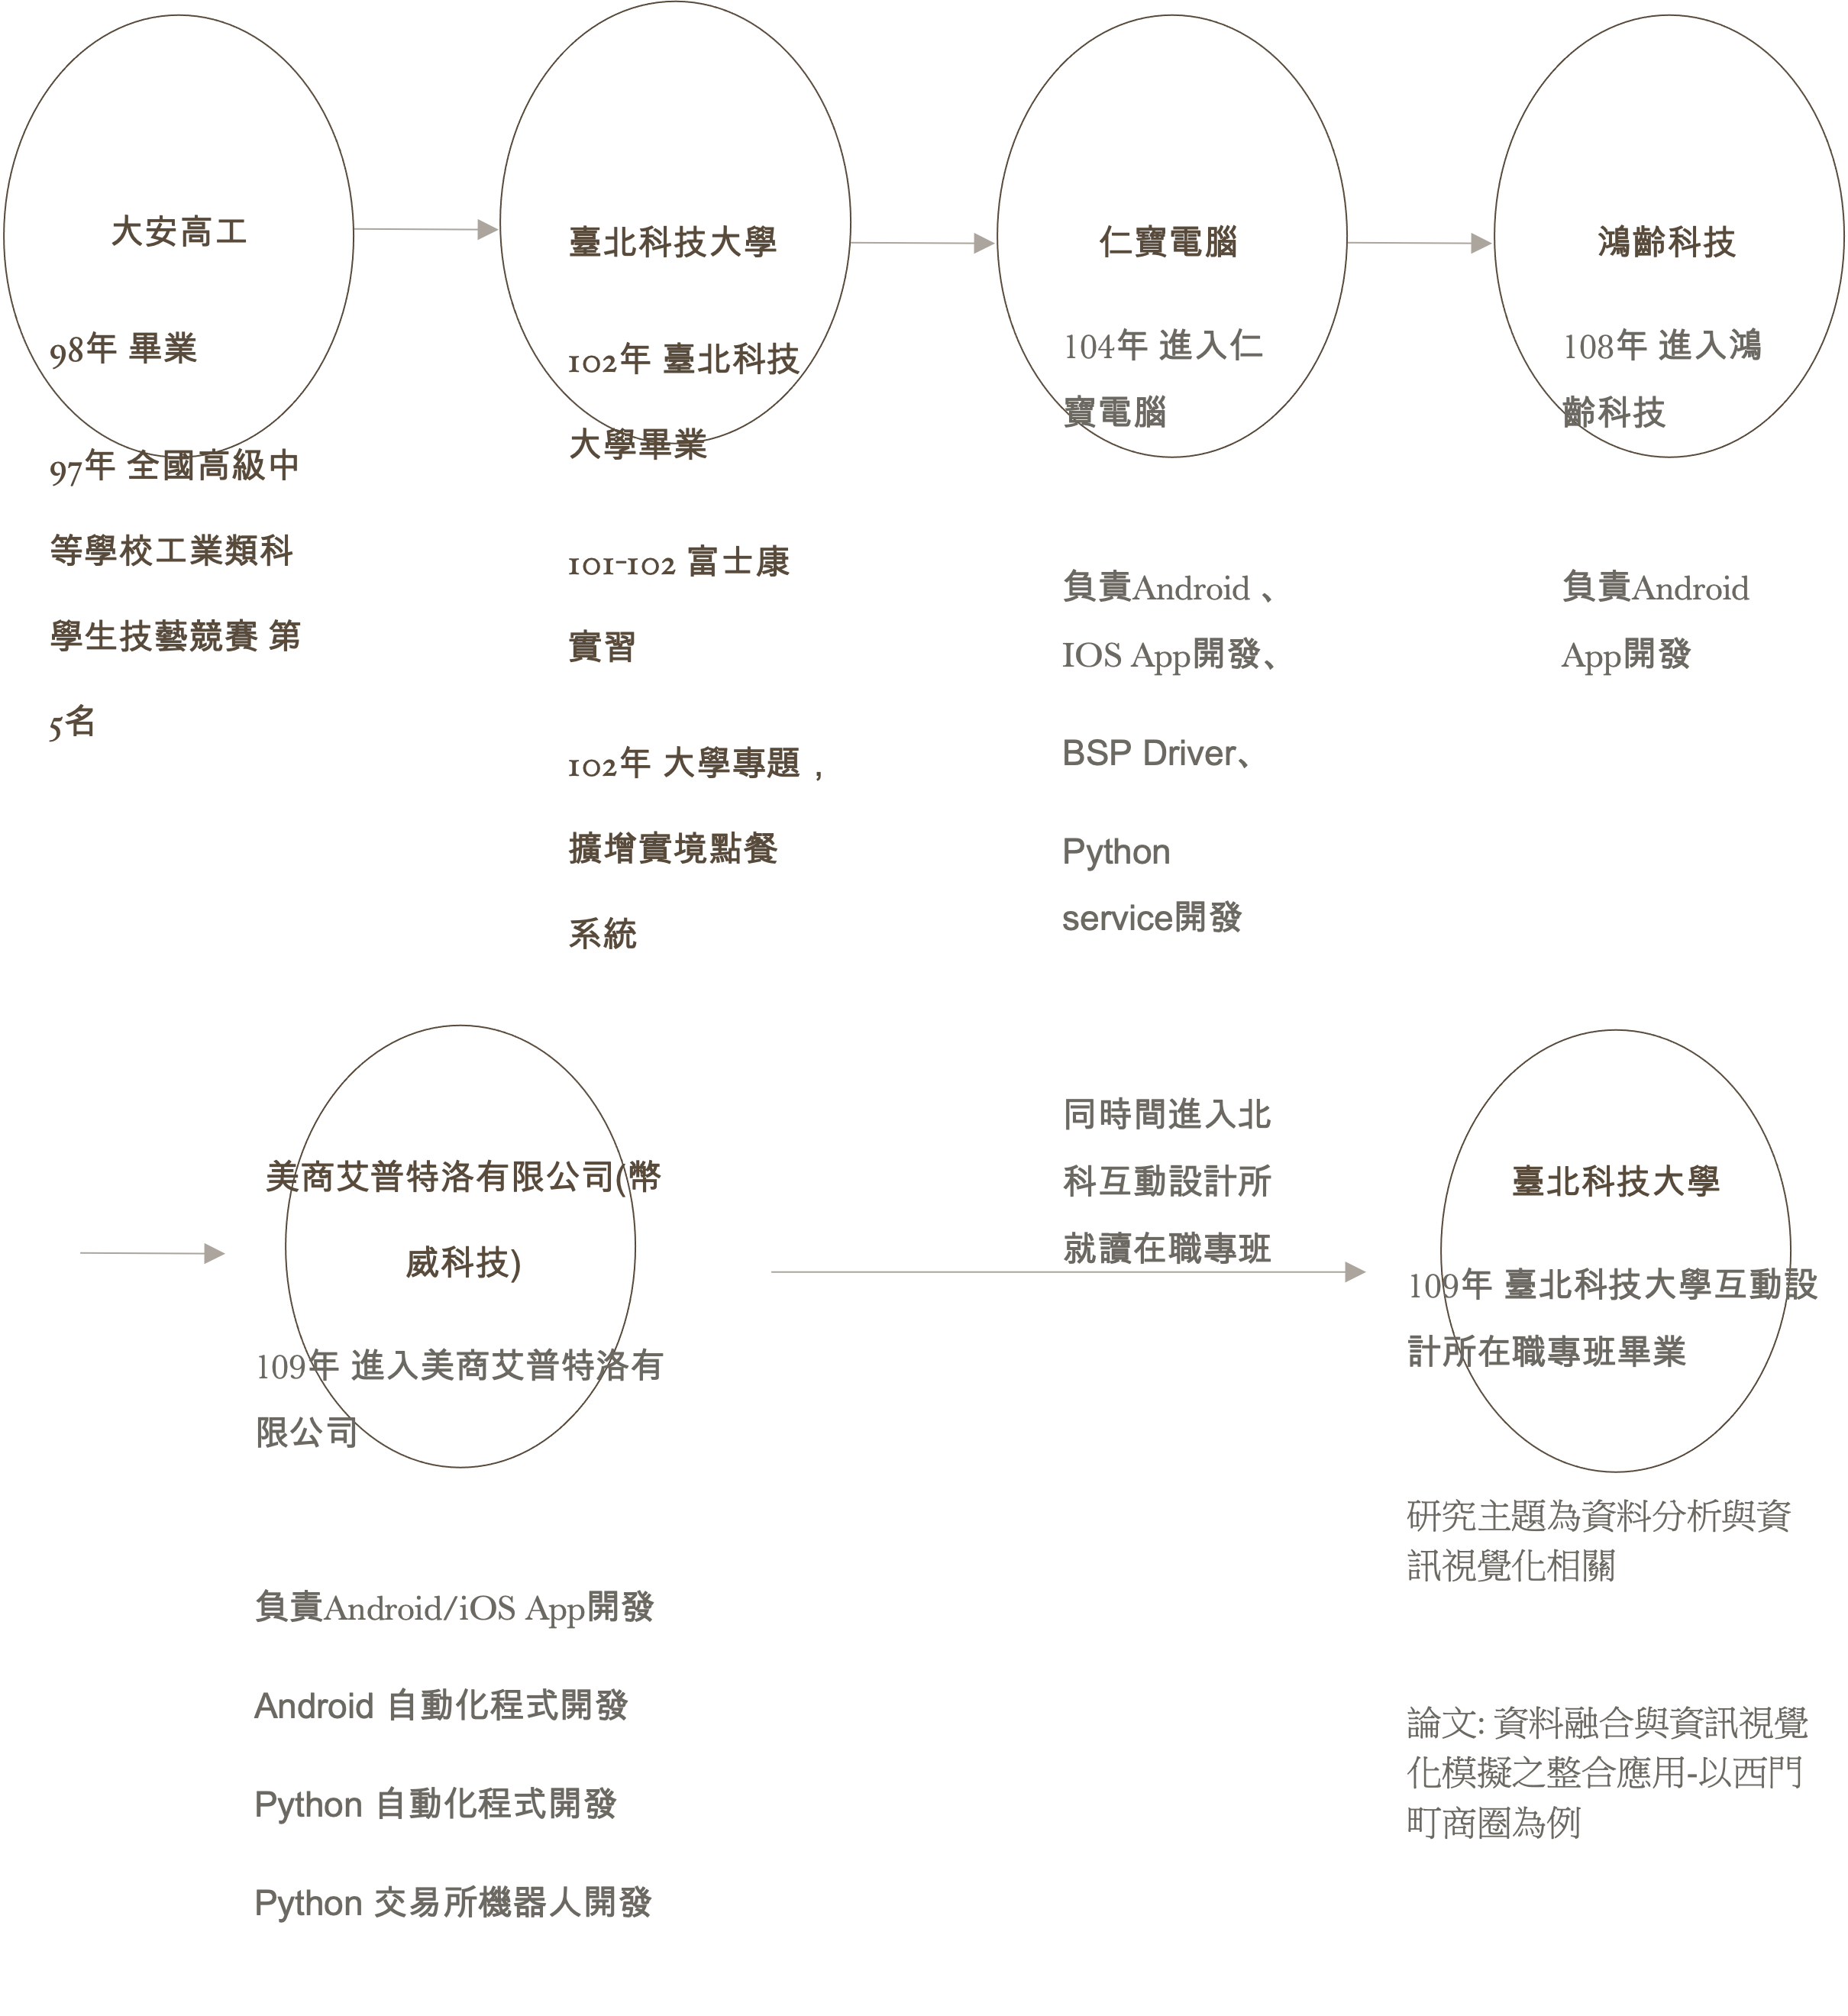 大安高工
98年 畢業
97年 全國高級中
等學校工業類科
學生技藝競賽 第
5名
臺北科技大學
102年 臺北科技
大學畢業
101-102 富士康
實習
102年 大學專題，
擴增實境點餐
系統
仁寶電腦
104年 進入仁
寶電腦
負責Android 、
IOS App開發、
BSP Driver、
Python
service開發
鴻齡科技
108年 進入鴻
齡科技
負責Android
App開發
美商艾普特洛有限公司(幣
威科技)
109年 進入美商艾普特洛有
限公司
負責Android/iOS App開發
Android 自動化程式開發
Python 自動化程式開發
Python 交易所機器人開發
同時間進入北
科互動設計所
就讀在職專班
臺北科技大學
109年 臺北科技大學互動設
計所在職專班畢業
研究主題為資料分析與資
訊視覺化相關
論文: 資料融合與資訊視覺
化模擬之整合應用-以西門
町商圈為例